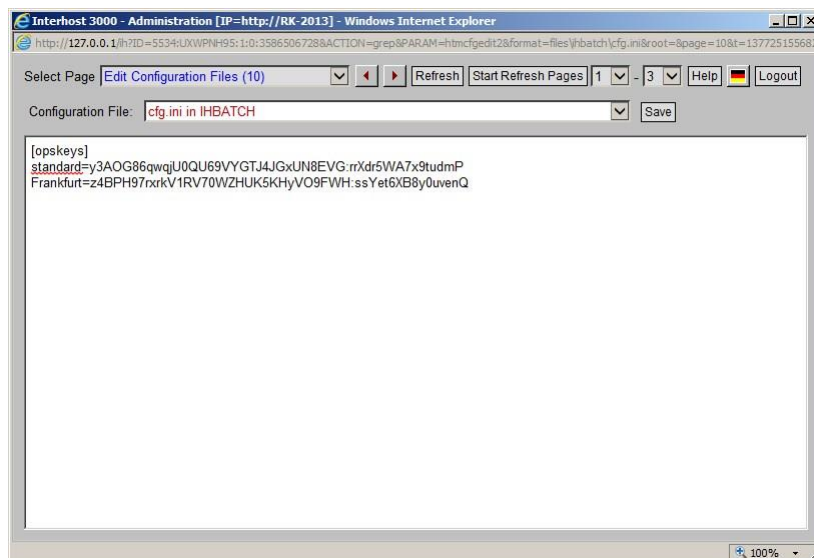 Interhost 3000 - Administration [IP=http://RK-2013] - Windows Internet Explorer
http://127.0.0.1/ih?ID=5534:UXWPNH95:1:0:3586506728&ACTION=grep&PARAM=htmcfgedit2&format=files\ihbatch\cfg.ini&root=&page=10&t=1377251556
Select Page Edit Configuration Files (10) Refresh Start Refresh Pages 1 - 3 Help Logout
Configuration File: cfg.ini in IHBATCH Save
[opskeys]
standard=y3AOG86qwqjU0QU69VYGTJ4JGxUN8EVG:rrXdr5WA7x9tudmP
Frankfurt=z4BPH97rxrkV1RV70WZHUK5KHyVO9FWH:ssYet6XB8y0uvenQ
100%